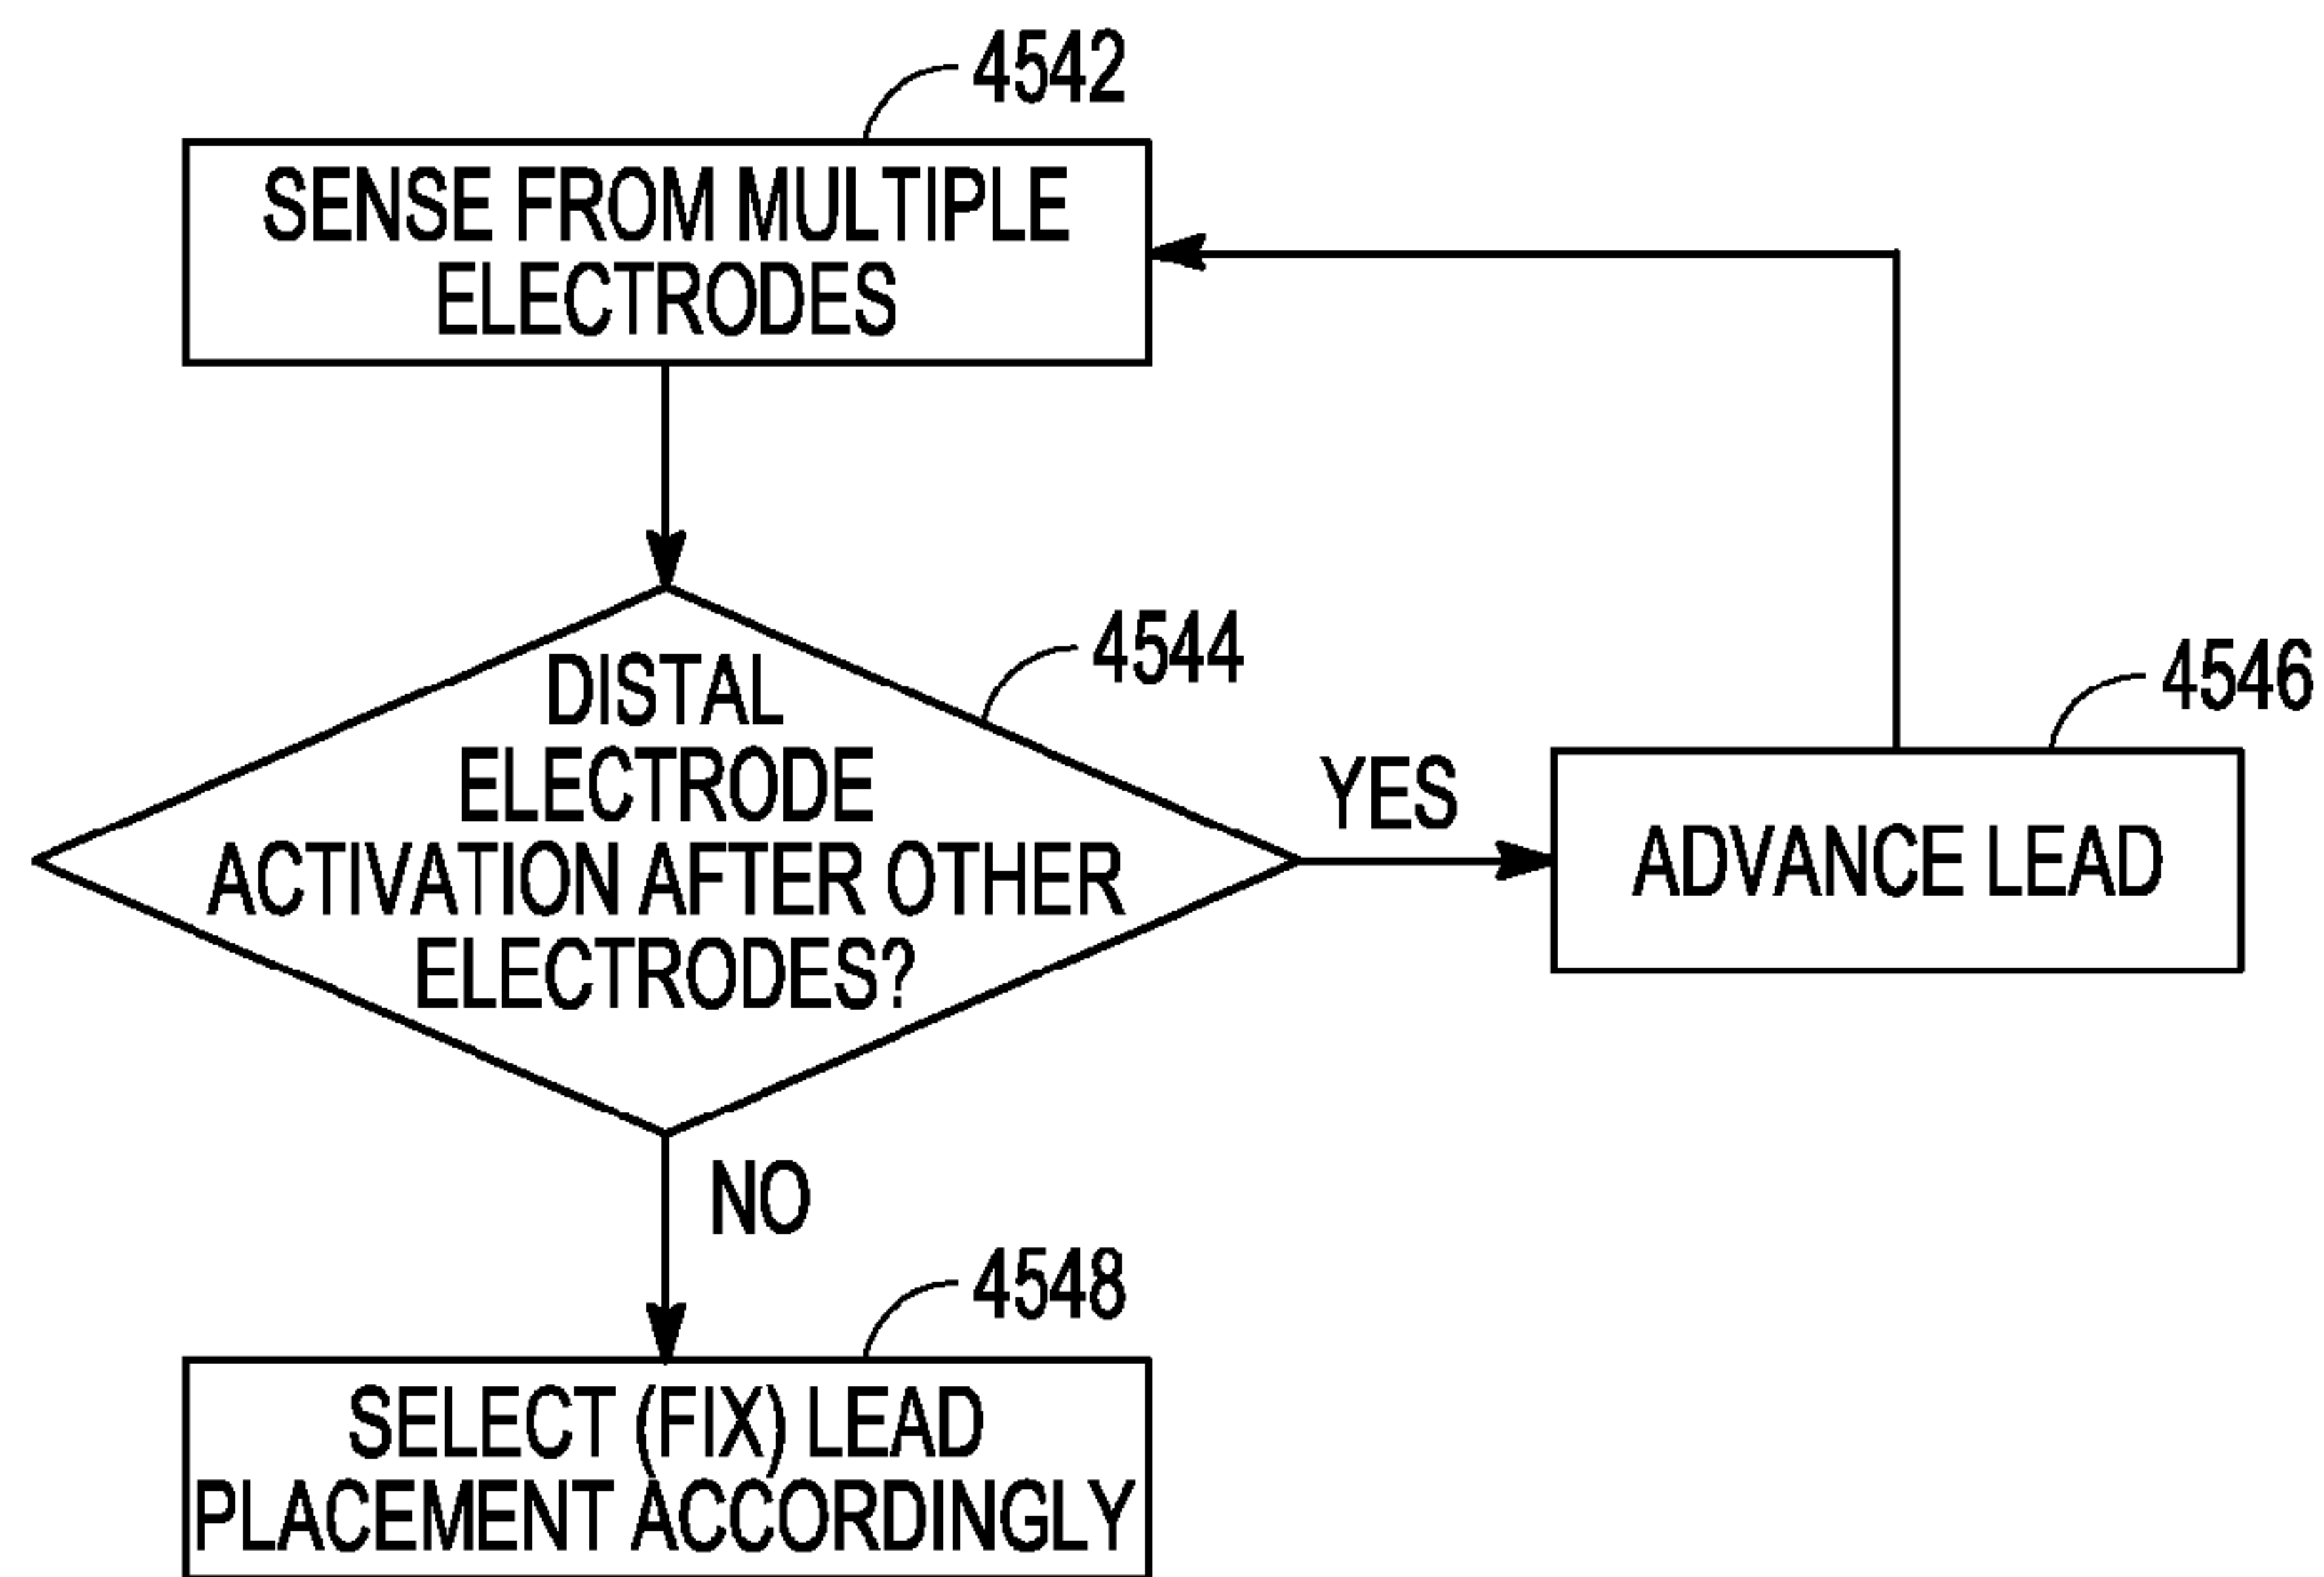 4542
SENSE FROM MULTIPLE
ELECTRODES
4544
DISTAL
ELECTRODE
ACTIVATION AFTER OTHER
ELECTRODES?
YES
4546
ADVANCE LEAD
NO
4548
SELECT (FIX) LEAD
PLACEMENT ACCORDINGLY